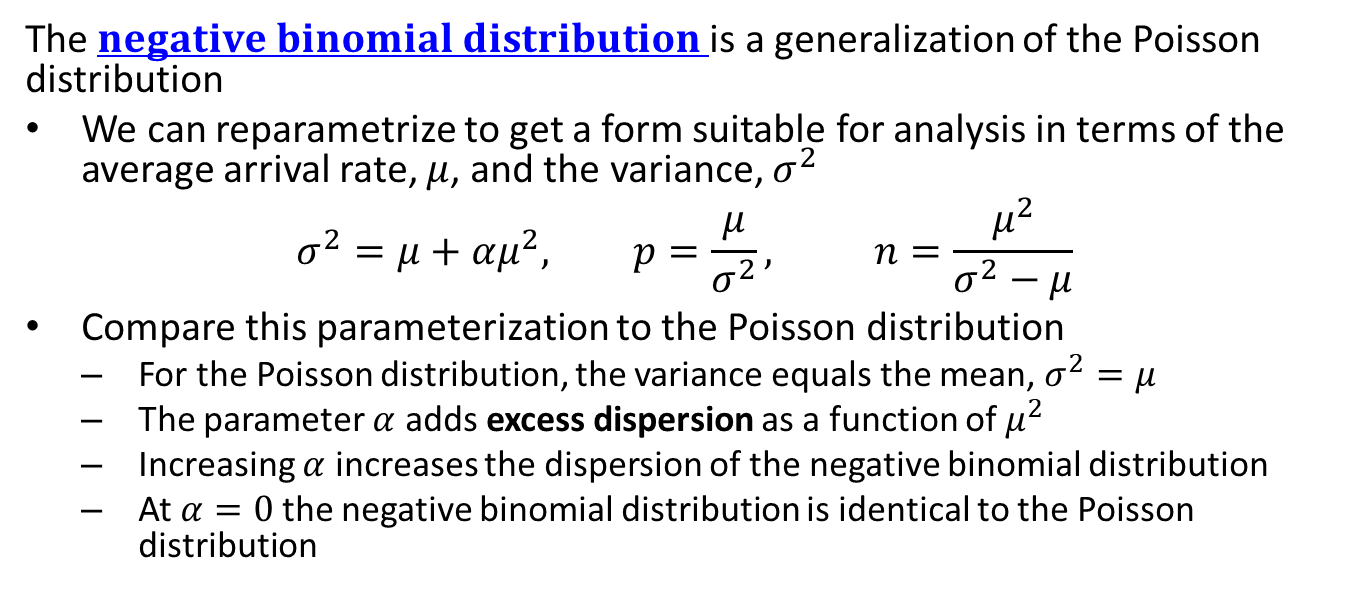 The negative binomial distribution is a generalization of the Poisson
distribution
• We can reparametrize to get a form suitable for analysis in terms of the
average arrival rate, μ, and the variance, σ²
σ² = μ + αμ², p = μ/σ², n = μ²/(σ² − μ)
• Compare this parameterization to the Poisson distribution
– For the Poisson distribution, the variance equals the mean, σ² = μ
– The parameter α adds excess dispersion as a function of μ²
– Increasing α increases the dispersion of the negative binomial distribution
– At α = 0 the negative binomial distribution is identical to the Poisson
distribution